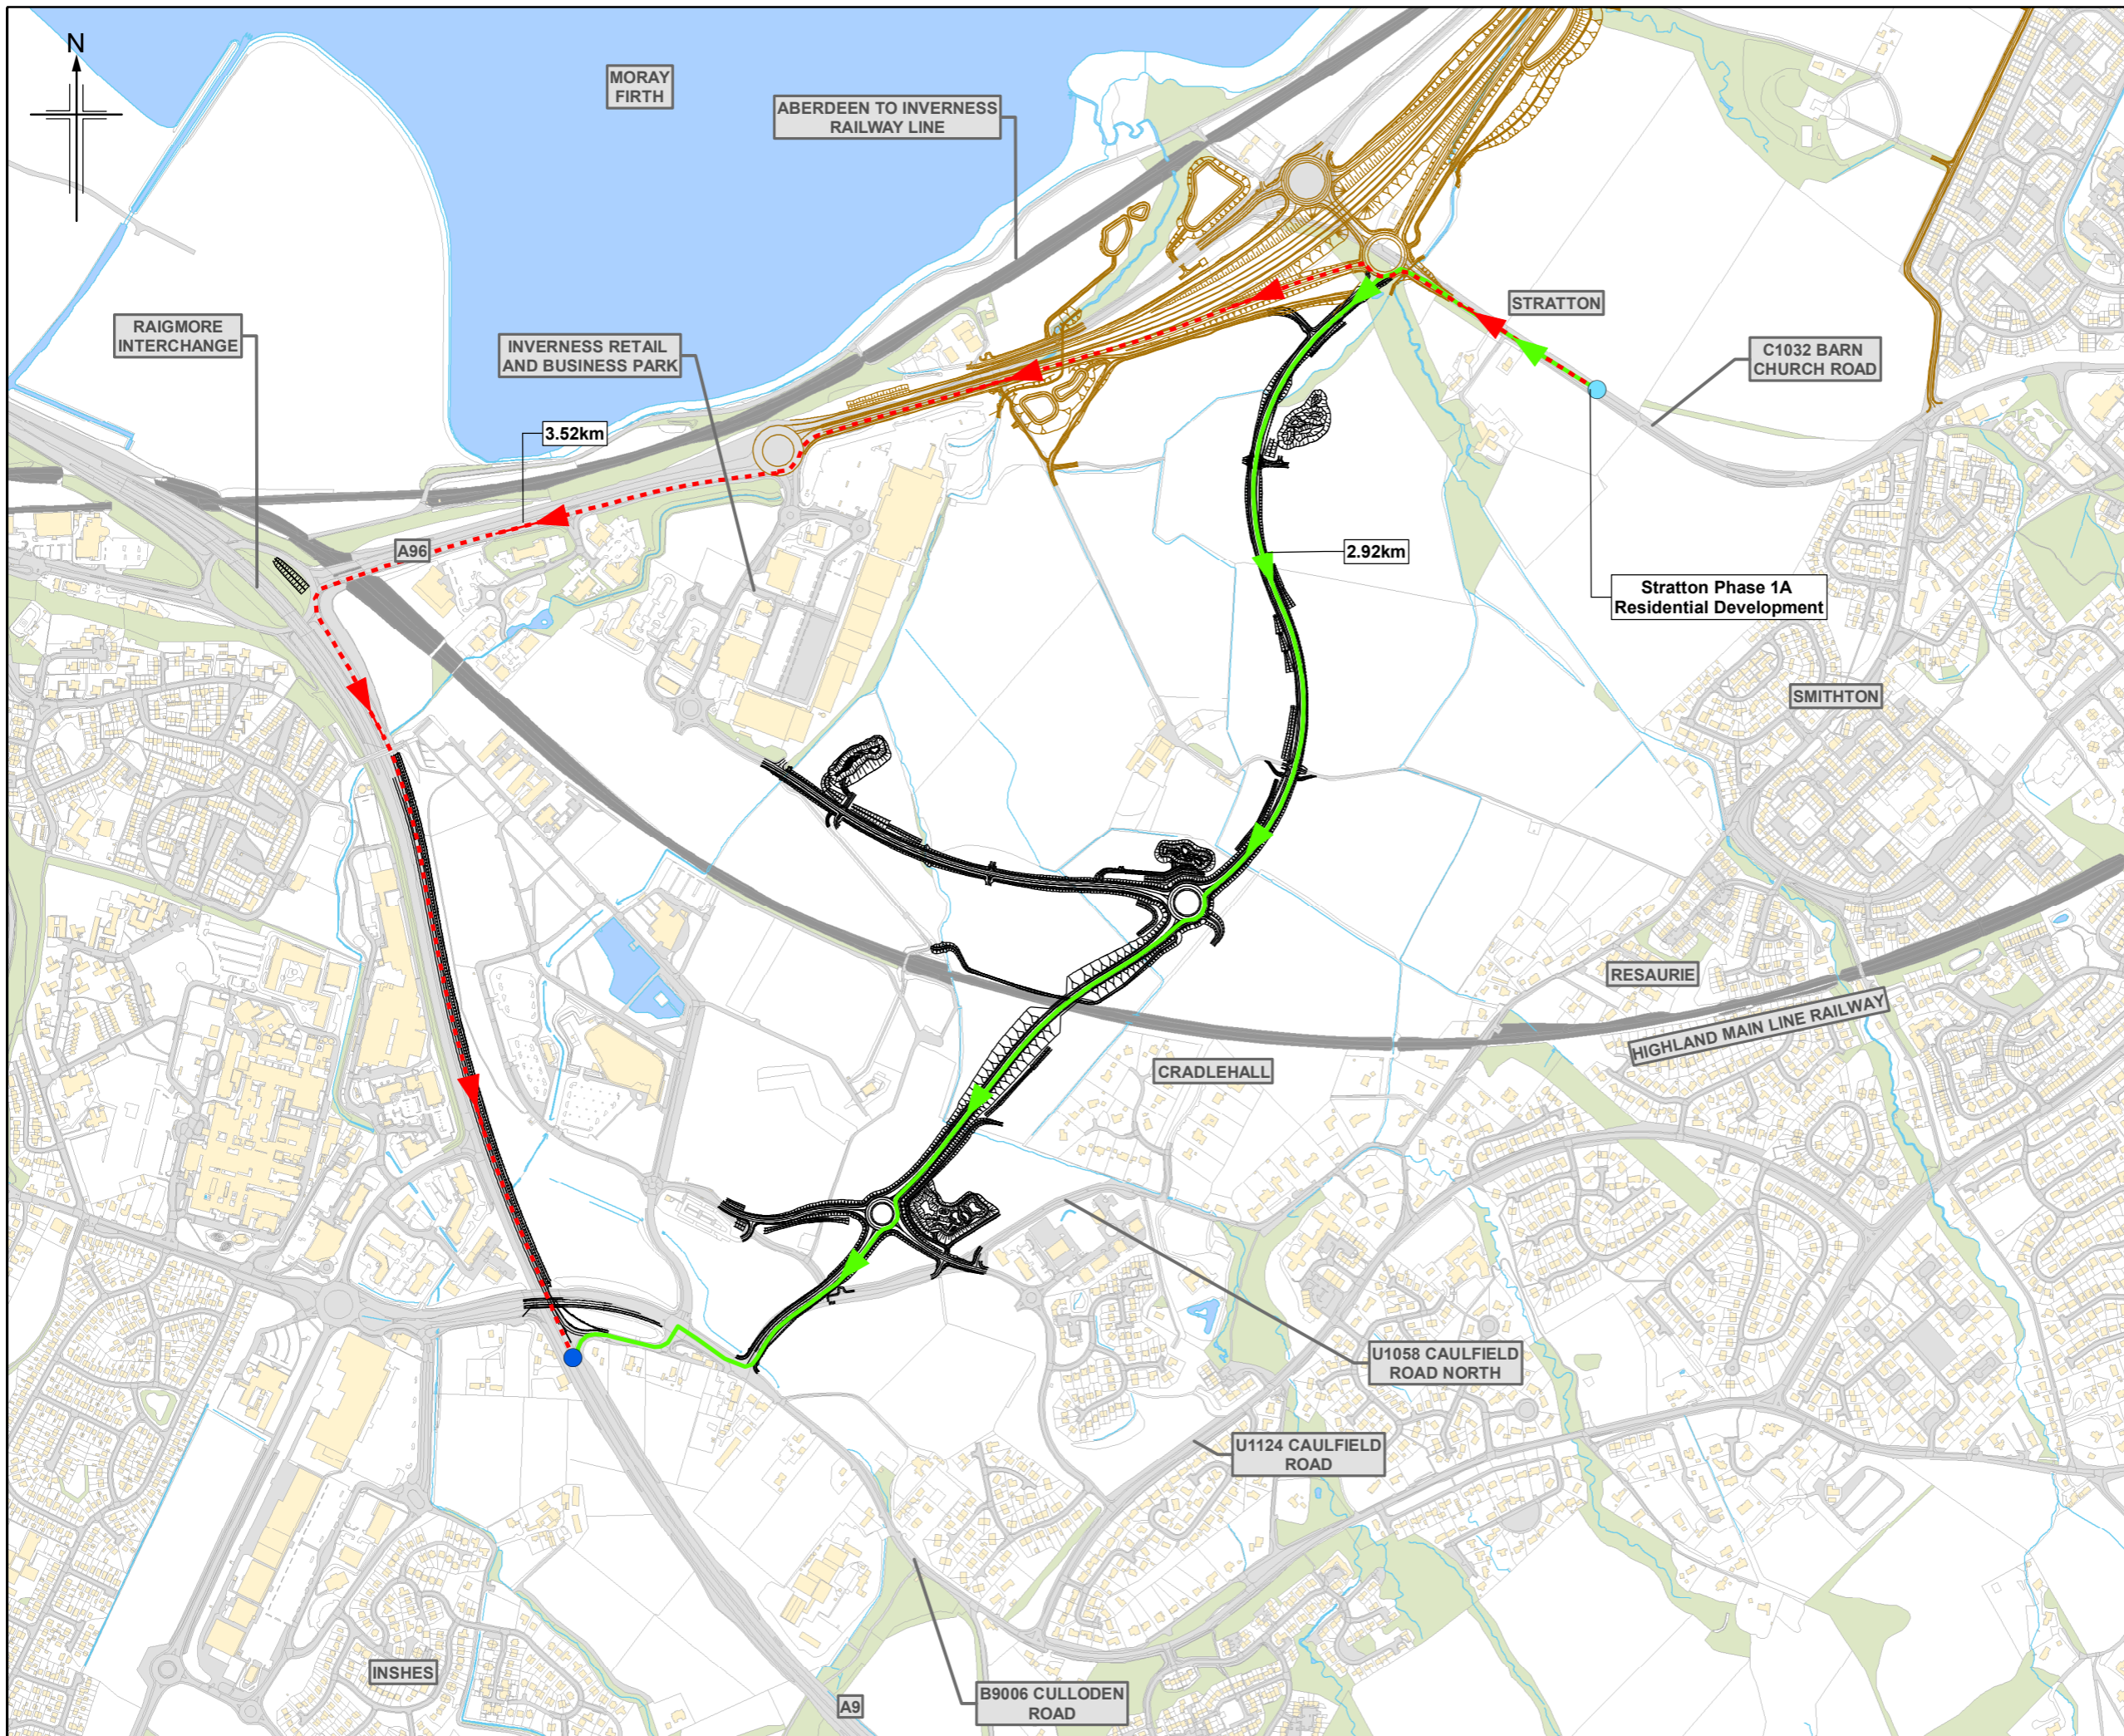 N
MORAY
FIRTH
ABERDEEN TO INVERNESS
RAILWAY LINE
STRATTON
RAIGMORE
INTERCHANGE
INVERNESS RETAIL
AND BUSINESS PARK
C1032 BARN
CHURCH ROAD
3.52km
A96
2.92km
Stratton Phase 1A
Residential Development
SMITHTON
RESAURIE
HIGHLAND MAIN LINE RAILWAY
CRADLEHALL
U1058 CAULFIELD
ROAD NORTH
U1124 CAULFIELD
ROAD
INSHES
A9
B9006 CULLODEN
ROAD